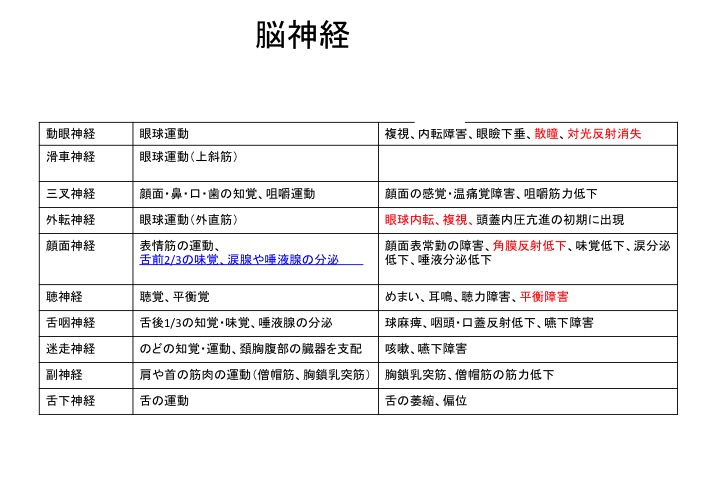 脳神経
動眼神経 眼球運動 複視、内転障害、眼瞼下垂、散瞳、対光反射消失
滑車神経 眼球運動（上斜筋）
三叉神経 顔面・鼻・口・歯の知覚、咀嚼運動 顔面の感覚・温痛覚障害、咀嚼筋力低下
外転神経 眼球運動（外直筋） 眼球内転、複視、頭蓋内圧亢進の初期に出現
顔面神経 表情筋の運動、 顔面表常勤の障害、角膜反射低下、味覚低下、涙分泌
舌前2/3の味覚、涙腺や唾液腺の分泌 低下、唾液分泌低下
聴神経 聴覚、平衡覚 めまい、耳鳴、聴力障害、平衡障害
舌咽神経 舌後1/3の知覚・味覚、唾液腺の分泌 球麻痺、咽頭・口蓋反射低下、嚥下障害
迷走神経 のどの知覚・運動、頚胸腹部の臓器を支配 咳嗽、嚥下障害
副神経 肩や首の筋肉の運動（僧帽筋、胸鎖乳突筋） 胸鎖乳突筋、僧帽筋の筋力低下
舌下神経 舌の運動 舌の萎縮、偏位